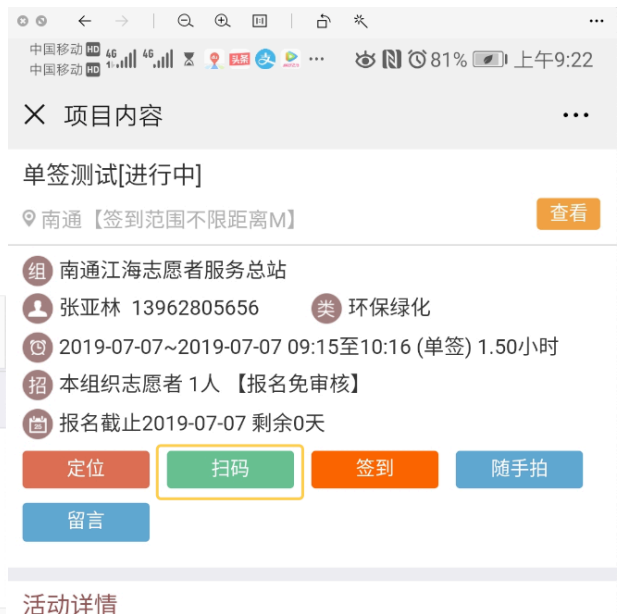 中国移动 HD 46 46 81% 上午9:22
中国移动 HD 头条
项目内容
单签测试[进行中]
南通【签到范围不限距离M】 查看
组 南通江海志愿者服务总站
张亚林 13962805656 类 环保绿化
2019-07-07~2019-07-07 09:15至10:16 (单签) 1.50小时
招 本组织志愿者 1人 【报名免审核】
报名截止2019-07-07 剩余0天
定位 扫码 签到 随手拍
留言
活动详情